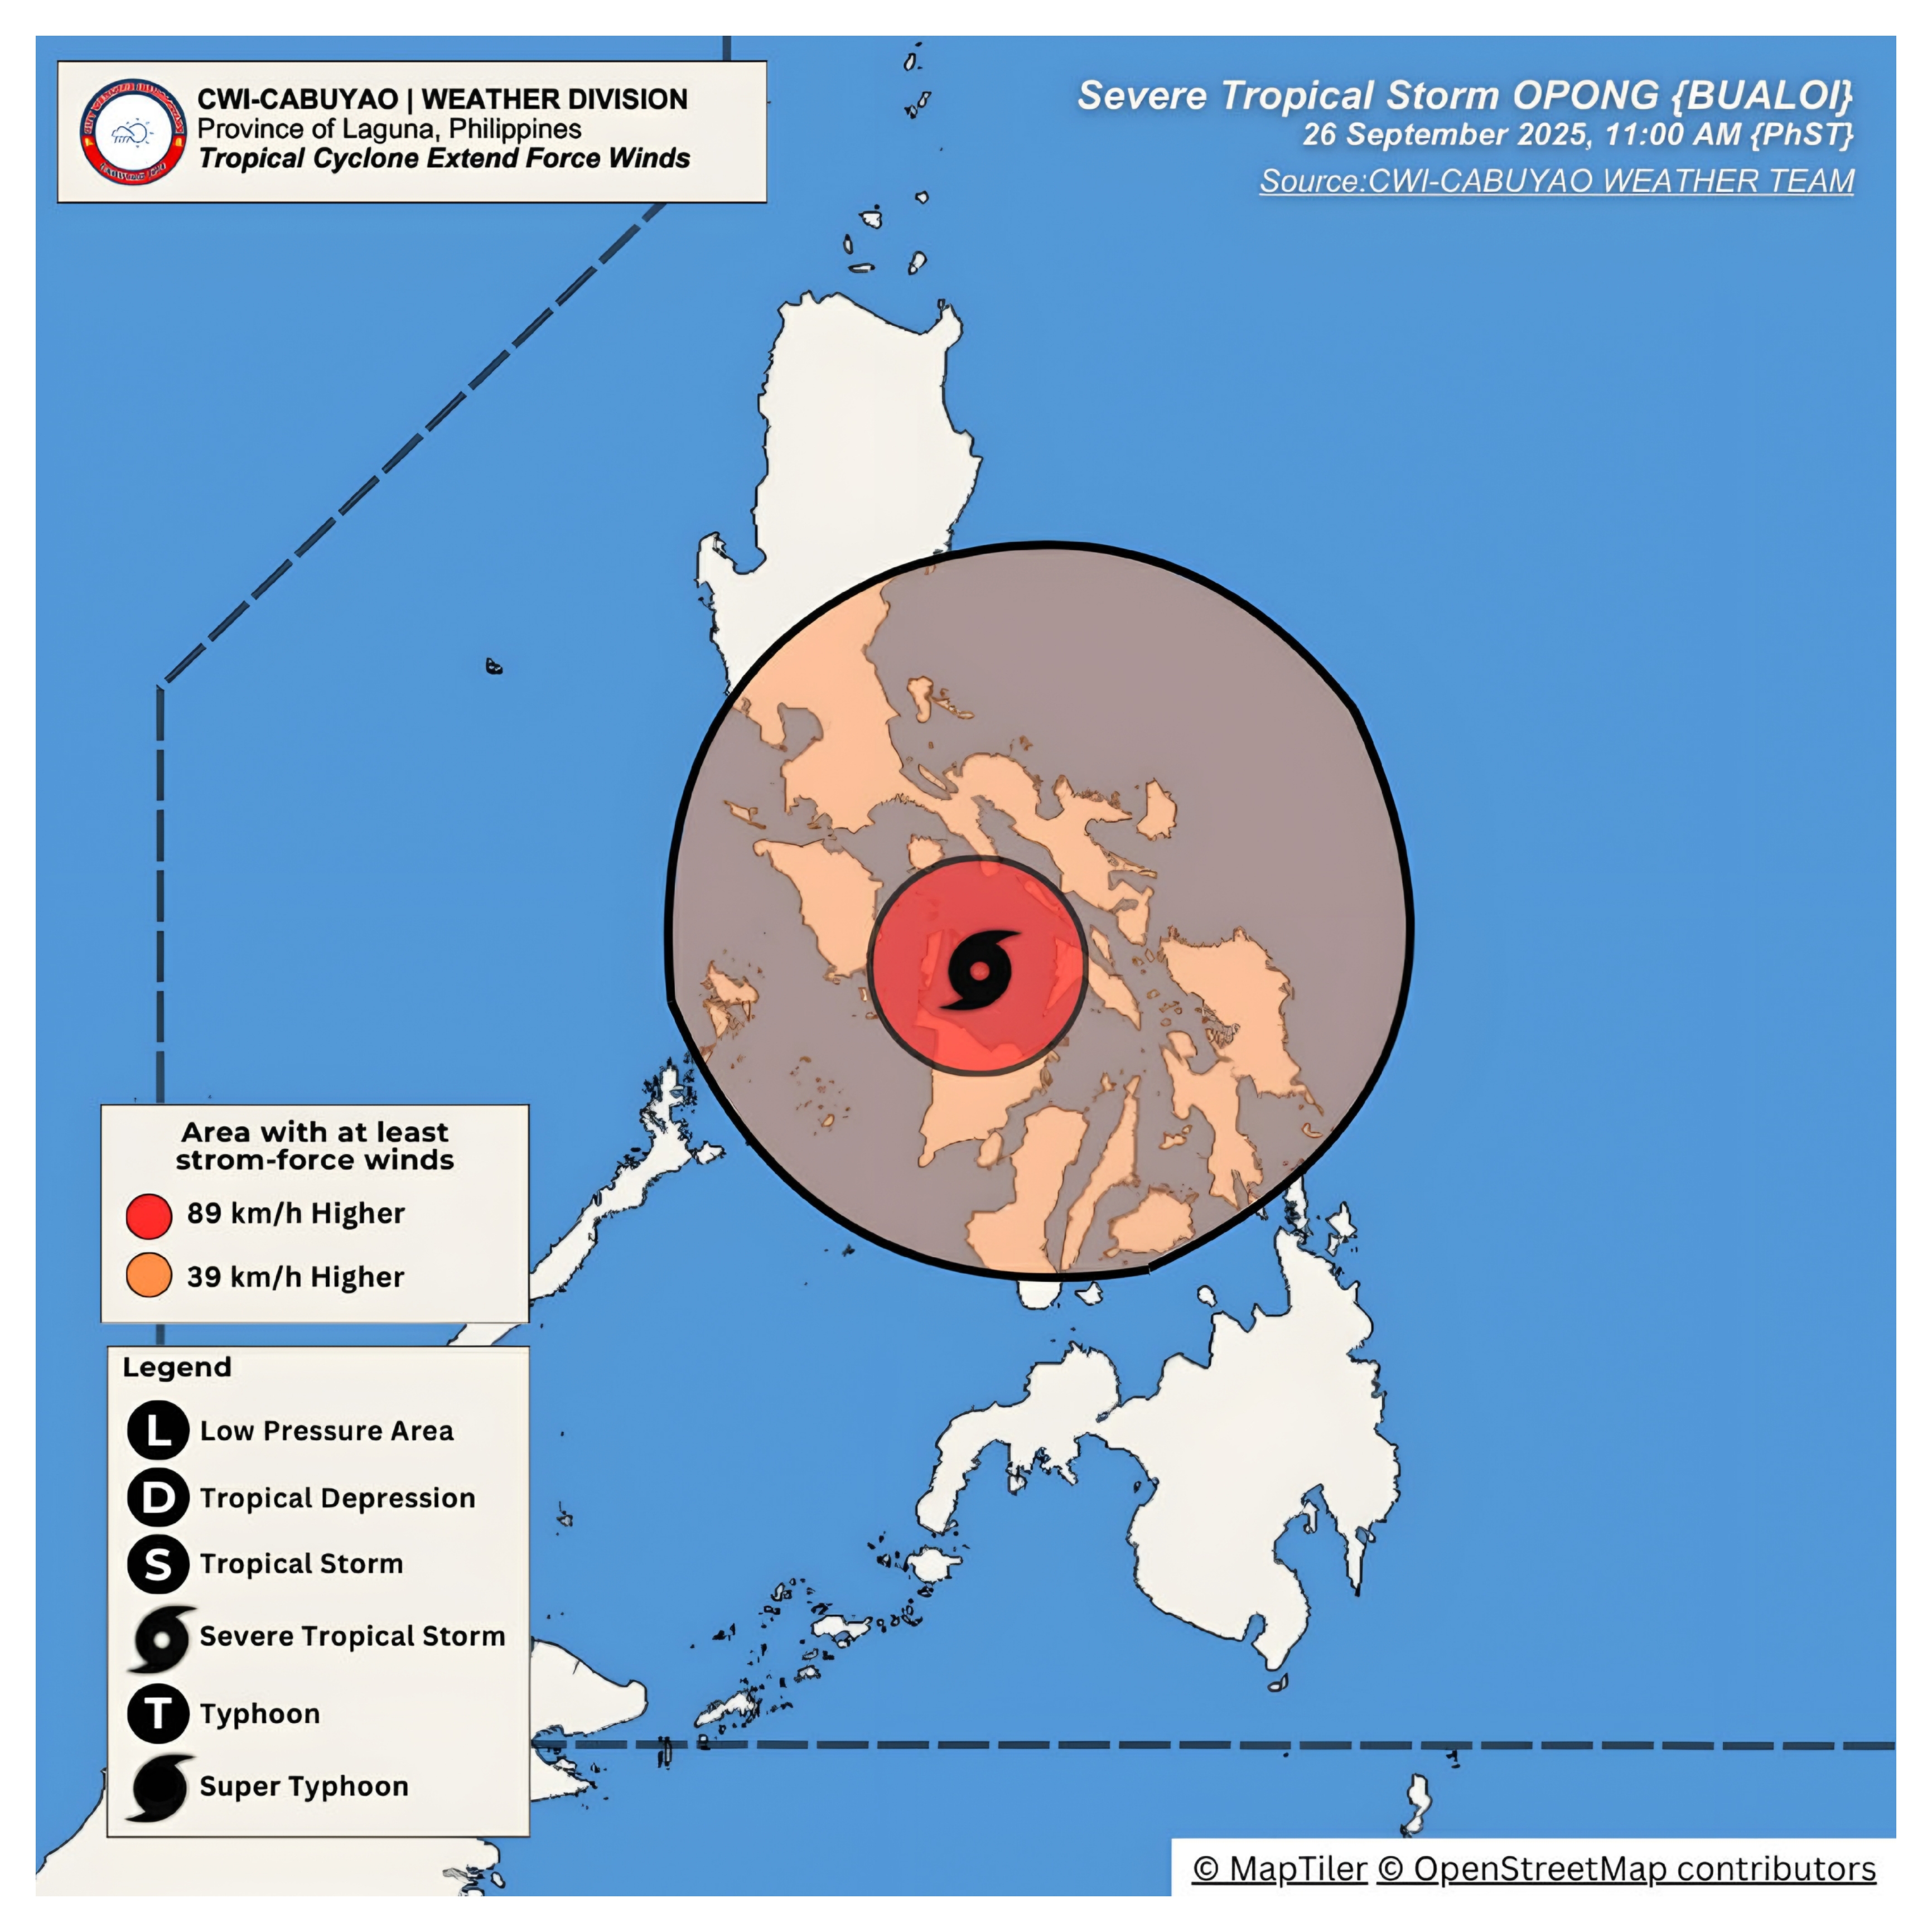 CWI-CABUYAO | WEATHER DIVISION
Province of Laguna, Philippines
Tropical Cyclone Extend Force Winds
Severe Tropical Storm OPONG {BUALOI}
26 September 2025, 11:00 AM {PhST}
Source:CWI-CABUYAO WEATHER TEAM
Area with at least
strom-force winds
89 km/h Higher
39 km/h Higher
Legend
L Low Pressure Area
D Tropical Depression
S Tropical Storm
Severe Tropical Storm
T Typhoon
Super Typhoon
© MapTiler © OpenStreetMap contributors